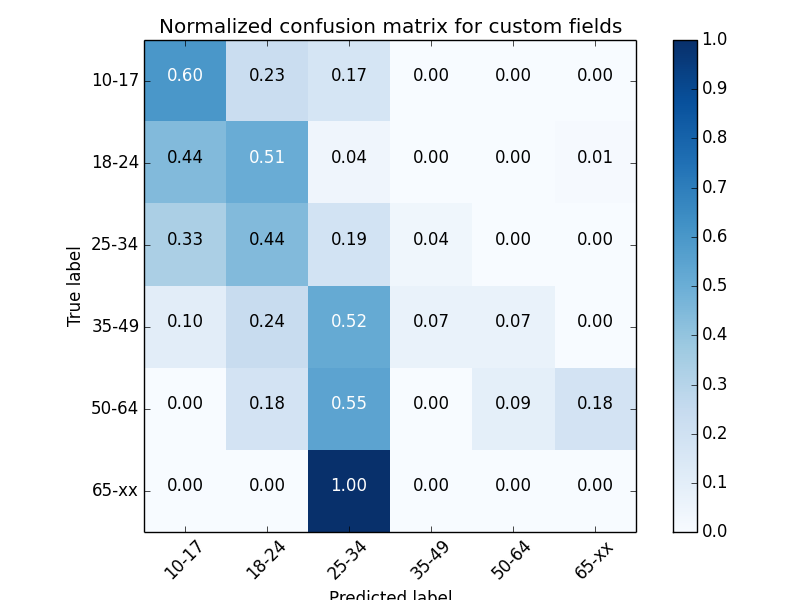 Normalized confusion matrix for custom fields
True label
10-17 0.60 0.23 0.17 0.00 0.00 0.00
18-24 0.44 0.51 0.04 0.00 0.00 0.01
25-34 0.33 0.44 0.19 0.04 0.00 0.00
35-49 0.10 0.24 0.52 0.07 0.07 0.00
50-64 0.00 0.18 0.55 0.00 0.09 0.18
65-xx 0.00 0.00 1.00 0.00 0.00 0.00
10-17 18-24 25-34 35-49 50-64 65-xx
Predicted label
1.0
0.9
0.8
0.7
0.6
0.5
0.4
0.3
0.2
0.1
0.0